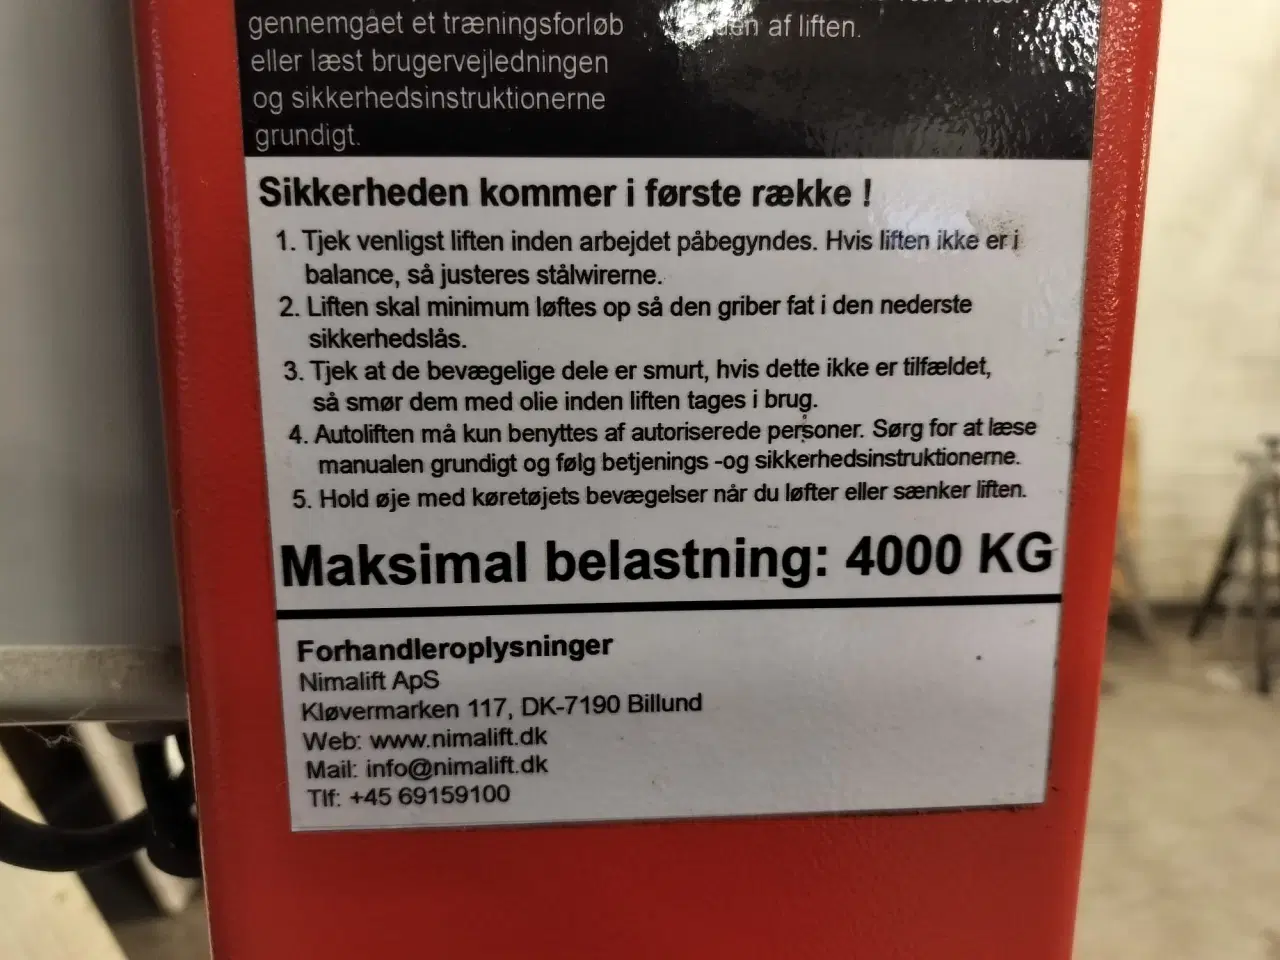 gennemgået et træningsforløb
eller læst brugervejledningen
og sikkerhedsinstruktionerne
grundigt.
af liften.
Sikkerheden kommer i første række !
1. Tjek venligst liften inden arbejdet påbegyndes. Hvis liften ikke er i
balance, så justeres stålwirerne.
2. Liften skal minimum løftes op så den griber fat i den nederste
sikkerhedslås.
3. Tjek at de bevægelige dele er smurt, hvis dette ikke er tilfældet,
så smør dem med olie inden liften tages i brug.
4. Autoliften må kun benyttes af autoriserede personer. Sørg for at læse
manualen grundigt og følg betjenings -og sikkerhedsinstruktionerne.
5. Hold øje med køretøjets bevægelser når du løfter eller sænker liften.
Maksimal belastning: 4000 KG
Forhandleroplysninger
Nimalift ApS
Kløvermarken 117, DK-7190 Billund
Web: www.nimalift.dk
Mail: info@nimalift.dk
Tlf: +45 69159100